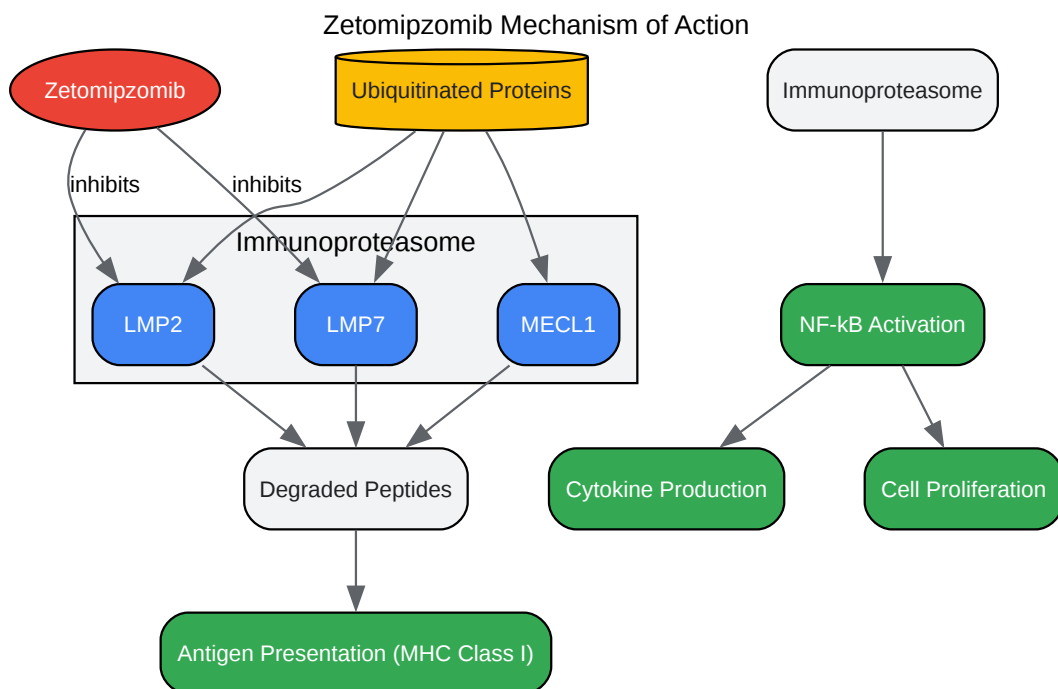 Zetomipzomib Mechanism of Action
Zetomipzomib
Ubiquitinated Proteins
Immunoproteasome
inhibits
inhibits
Immunoproteasome
LMP2
LMP7
MECL1
NF-kB Activation
Degraded Peptides
Cytokine Production
Cell Proliferation
Antigen Presentation (MHC Class I)